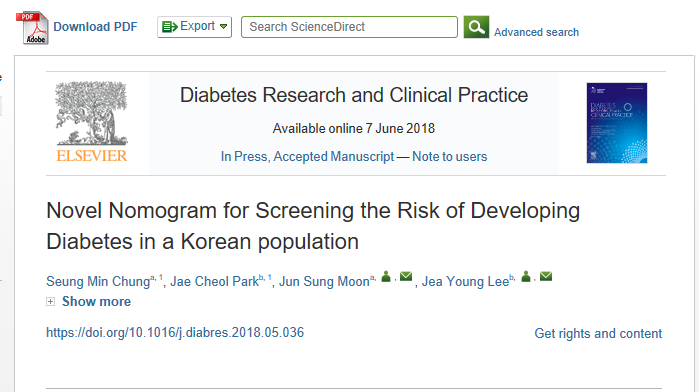 PDF
Adobe
Download PDF
Export
Search ScienceDirect
Advanced search
ELSEVIER
Diabetes Research and Clinical Practice
Available online 7 June 2018
In Press, Accepted Manuscript — Note to users
DIABETES
RESEARCH AND
CLINICAL PRACTICE
Novel Nomogram for Screening the Risk of Developing
Diabetes in a Korean population
Seung Min Chung a, 1, Jae Cheol Park b, 1, Jun Sung Moon a, , Jea Young Lee b,
Show more
https://doi.org/10.1016/j.diabres.2018.05.036
Get rights and content